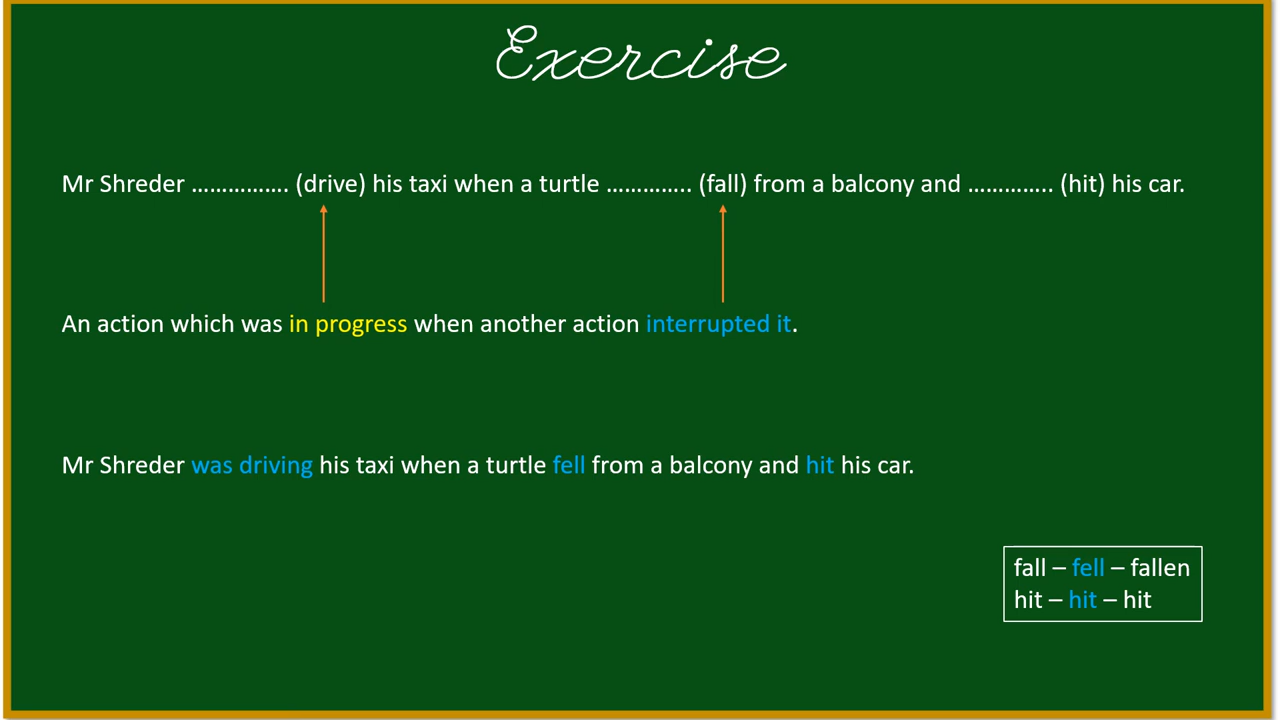 Exercise
Mr Shreder ……………. (drive) his taxi when a turtle ………….. (fall) from a balcony and ………….. (hit) his car.
An action which was in progress when another action interrupted it.
Mr Shreder was driving his taxi when a turtle fell from a balcony and hit his car.
fall – fell – fallen
hit – hit – hit